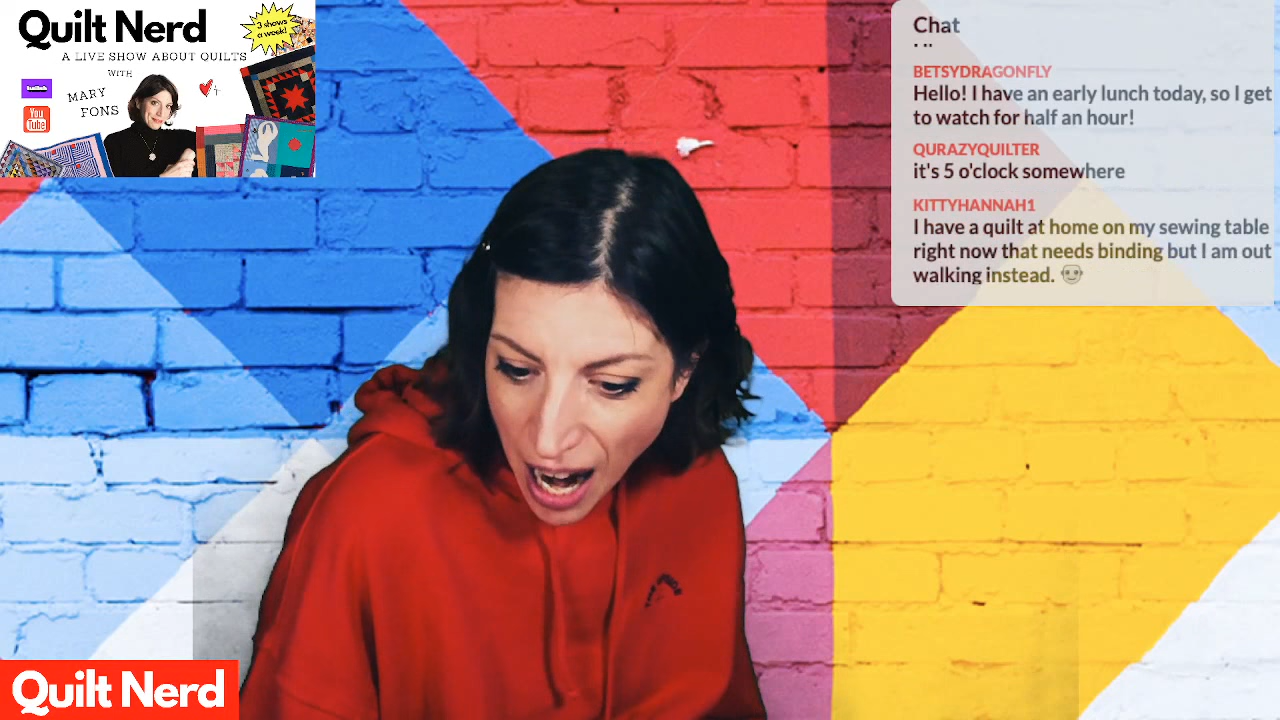 Quilt Nerd
3 shows
a week!
A LIVE SHOW ABOUT QUILTS
WITH
MARY
FONS
You
Tube
Chat
BETSYDRAGONFLY
Hello! I have an early lunch today, so I get
to watch for half an hour!
QURAZYQUILTER
it's 5 o'clock somewhere
KITTYHANNAH1
I have a quilt at home on my sewing table
right now that needs binding but I am out
walking instead.
Quilt Nerd